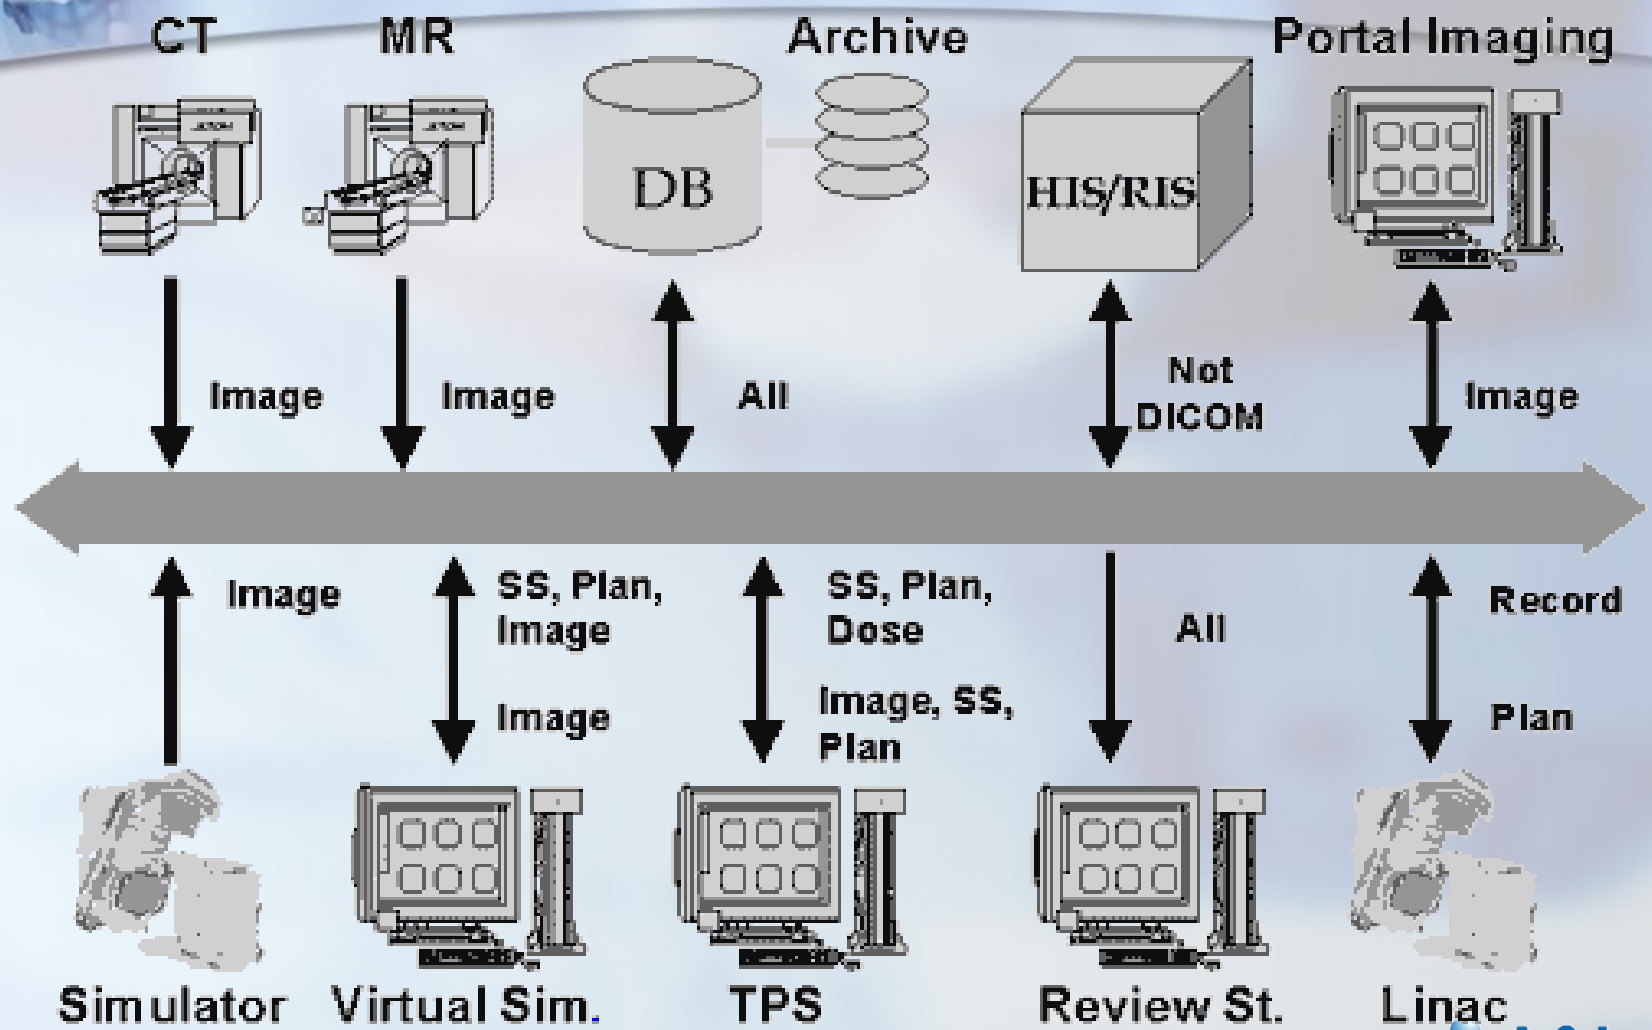 CT
MR
Archive
Portal Imaging
DB
HIS/RIS
Image
Image
All
Not
DICOM
Image
Image
SS, Plan,
Image
Image
SS, Plan,
Dose
Image, SS,
Plan
All
Record
Plan
Simulator
Virtual Sim.
TPS
Review St.
Linac